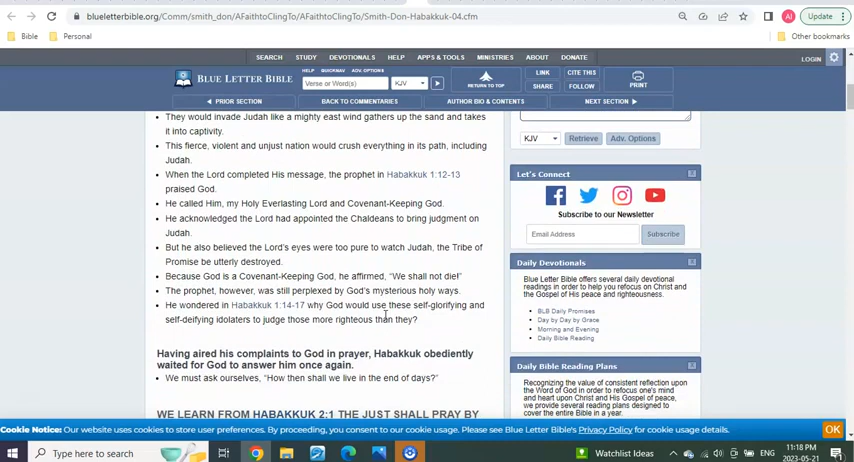 blueletterbible.org/Comm/smith_don/AFaithtoClingTo/AFaithtoClingTo/Smith-Don-Habakkuk-04.cfm
AI
Update
Bible
Personal
Other bookmarks
SEARCH STUDY DEVOTIONALS HELP APPS & TOOLS MINISTRIES ABOUT DONATE
LOGIN
BLUE LETTER BIBLE
HELP QUICKNAV ADV. OPTIONS
Verse or Word(s)
KJV
RETURN TO TOP
LINK
CITE THIS
SHARE
FOLLOW
PRINT
PRIOR SECTION
BACK TO COMMENTARIES
AUTHOR BIO & CONTENTS
NEXT SECTION
They would invade Judah like a mighty east wind gathers up the sand and takes
it into captivity.
This fierce, violent and unjust nation would crush everything in its path, including
Judah.
When the Lord completed His message, the prophet in Habakkuk 1:12-13
praised God.
He called Him, my Holy Everlasting Lord and Covenant-Keeping God.
He acknowledged the Lord had appointed the Chaldeans to bring judgment on
Judah.
But he also believed the Lord's eyes were too pure to watch Judah, the Tribe of
Promise be utterly destroyed.
Because God is a Covenant-Keeping God, he affirmed, "We shall not die!"
The prophet, however, was still perplexed by God's mysterious holy ways.
He wondered in Habakkuk 1:14-17 why God would use these self-glorifying and
self-deifying idolaters to judge those more righteous than they?
Having aired his complaints to God in prayer, Habakkuk obediently
waited for God to answer him once again.
We must ask ourselves, "How then shall we live in the end of days?"
WE LEARN FROM HABAKKUK 2:1 THE JUST SHALL PRAY BY
KJV
Retrieve
Adv. Options
Let's Connect
Subscribe to our Newsletter
Email Address
Subscribe
Daily Devotionals
Blue Letter Bible offers several daily devotional
readings in order to help you refocus on Christ and
the Gospel of His peace and righteousness.
BLB Daily Promises
Day by Day by Grace
Morning and Evening
Daily Bible Reading
Daily Bible Reading Plans
Recognizing the value of consistent reflection upon
the Word of God in order to refocus one's mind
and heart upon Christ and His Gospel of peace,
we provide several reading plans designed to
cover the entire Bible in a year.
Cookie Notice: Our website uses cookies to store user preferences. By proceeding, you consent to our cookie usage. Please see Blue Letter Bible's Privacy Policy for cookie usage details.
OK
Type here to search
Watchlist Ideas
ENG
11:18 PM
2023-05-21